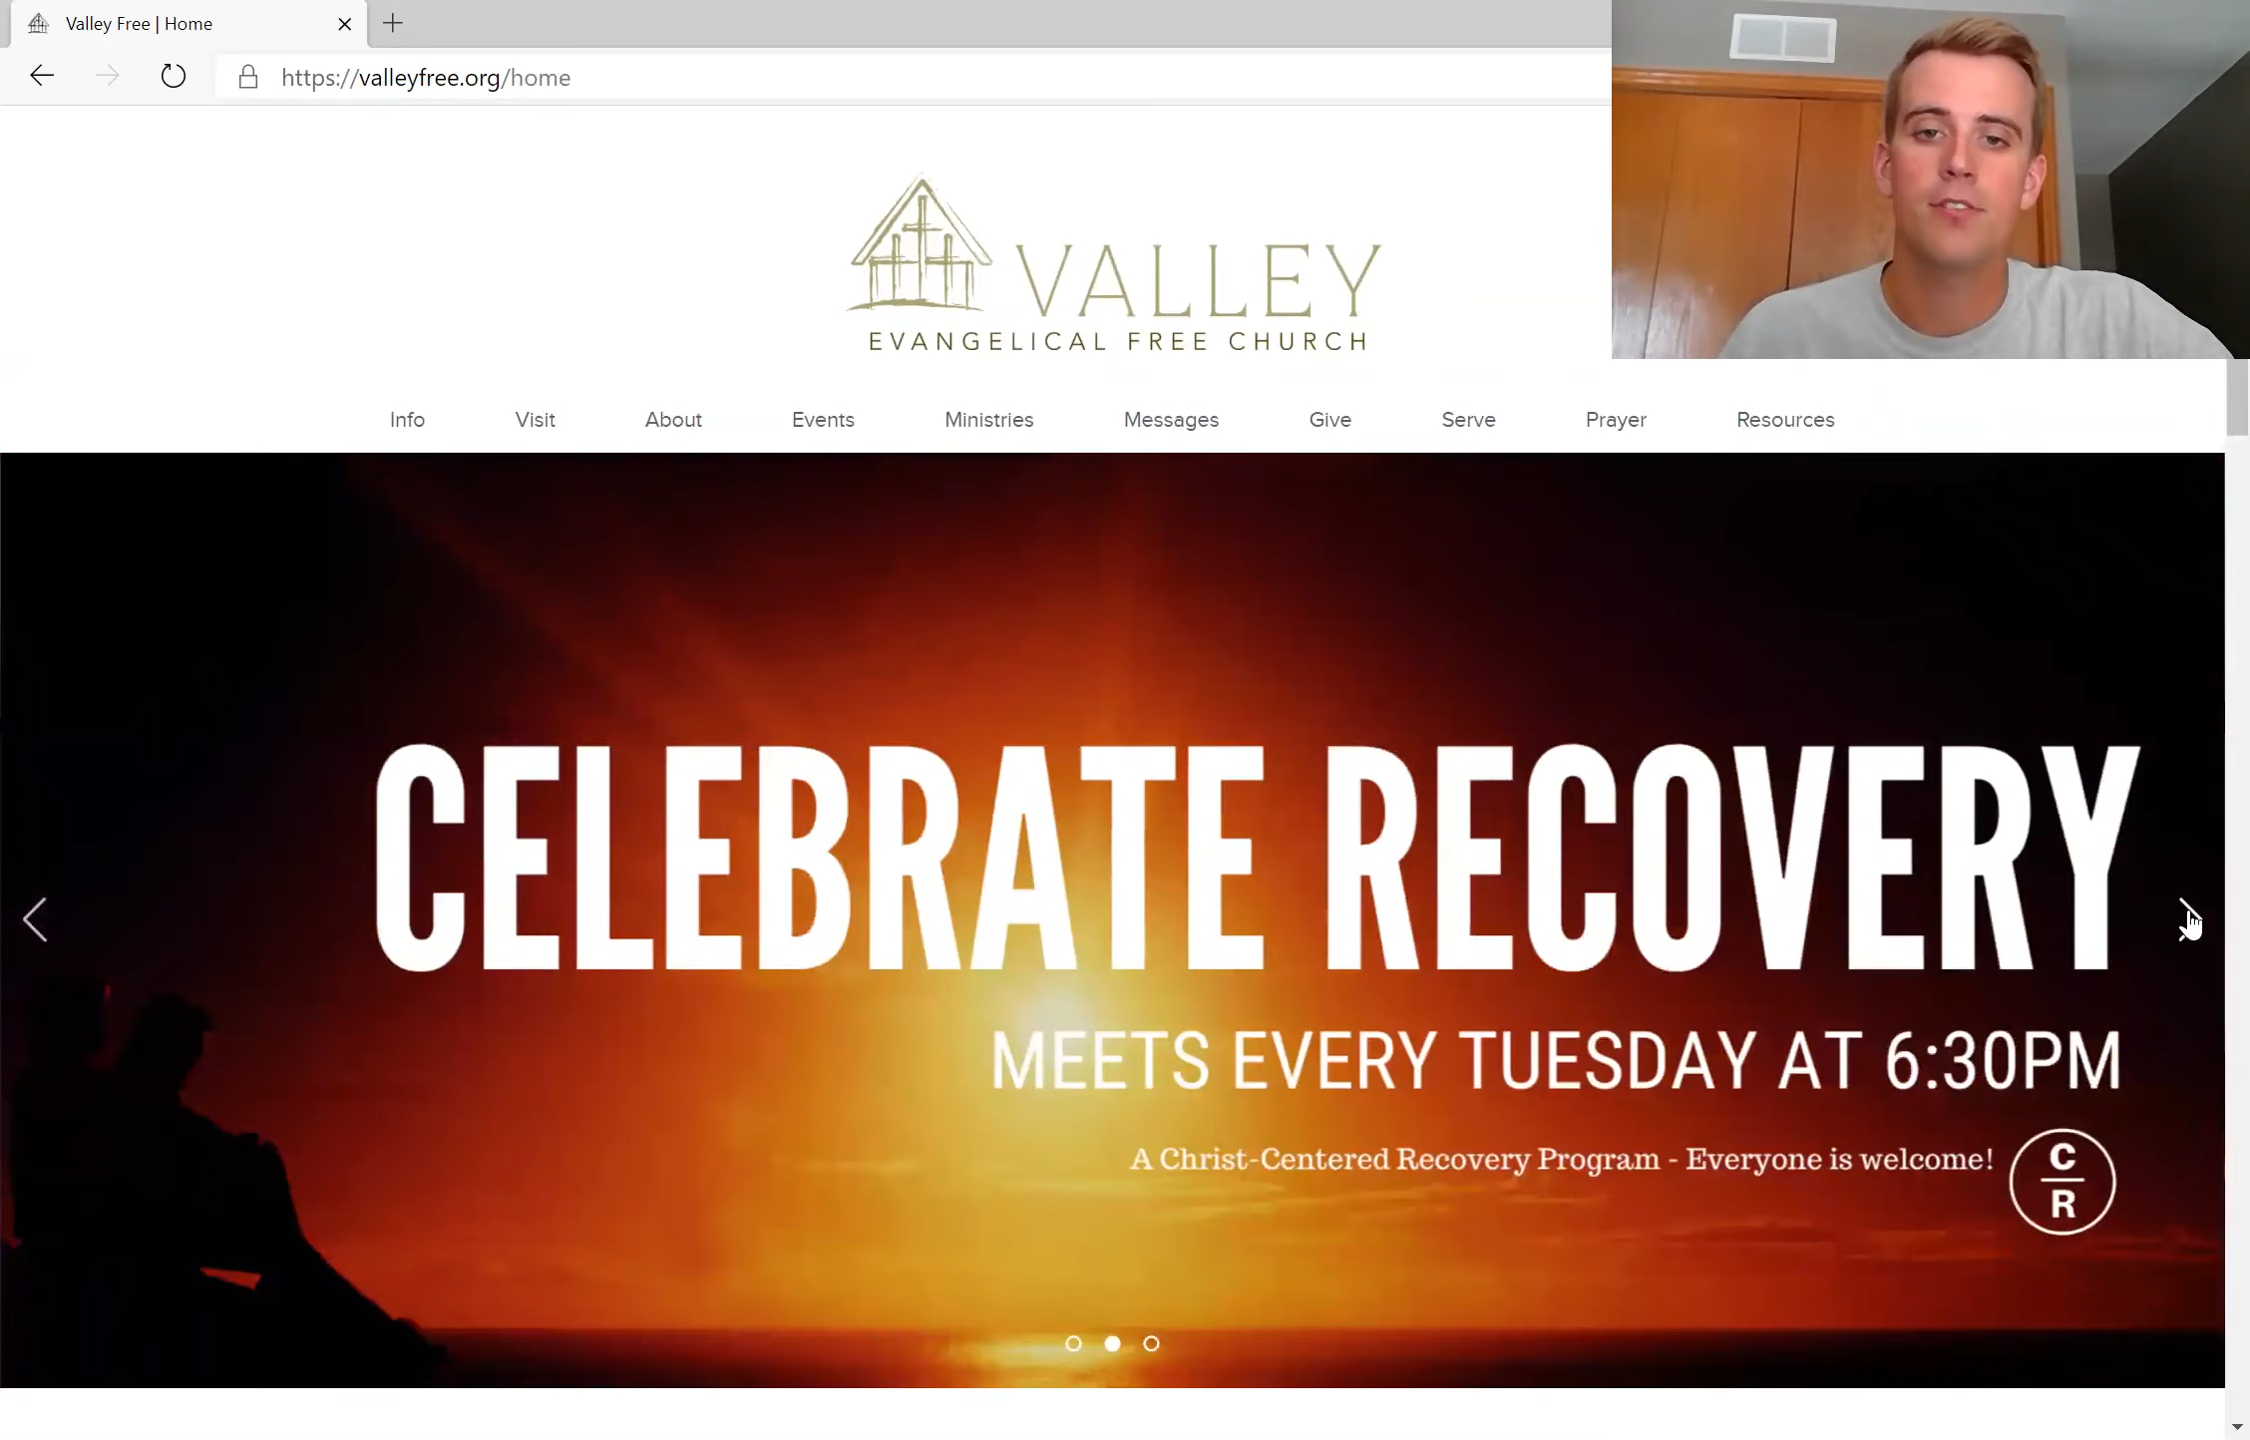 Valley Free | Home
https://valleyfree.org/home
VALLEY
EVANGELICAL FREE CHURCH
Info Visit About Events Ministries Messages Give Serve Prayer Resources
CELEBRATE RECOVERY
MEETS EVERY TUESDAY AT 6:30PM
A Christ-Centered Recovery Program - Everyone is welcome!
C
R